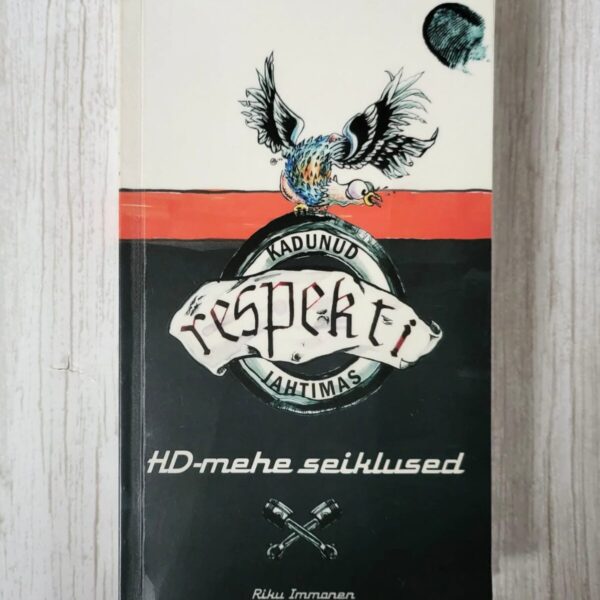 KADUNUD
respekti
JAHTIMAS
HD-mehe seiklused
Riku Immonen